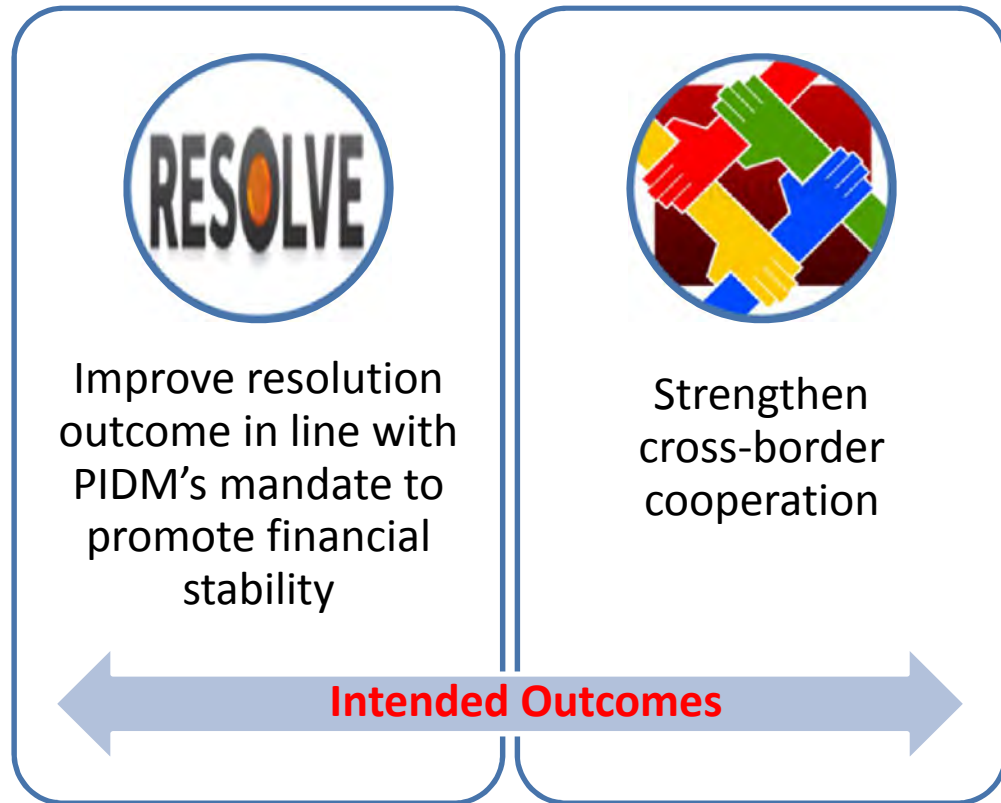 RESOLVE
Improve resolution
outcome in line with
PIDM’s mandate to
promote financial
stability
Strengthen
cross-border
cooperation
Intended Outcomes